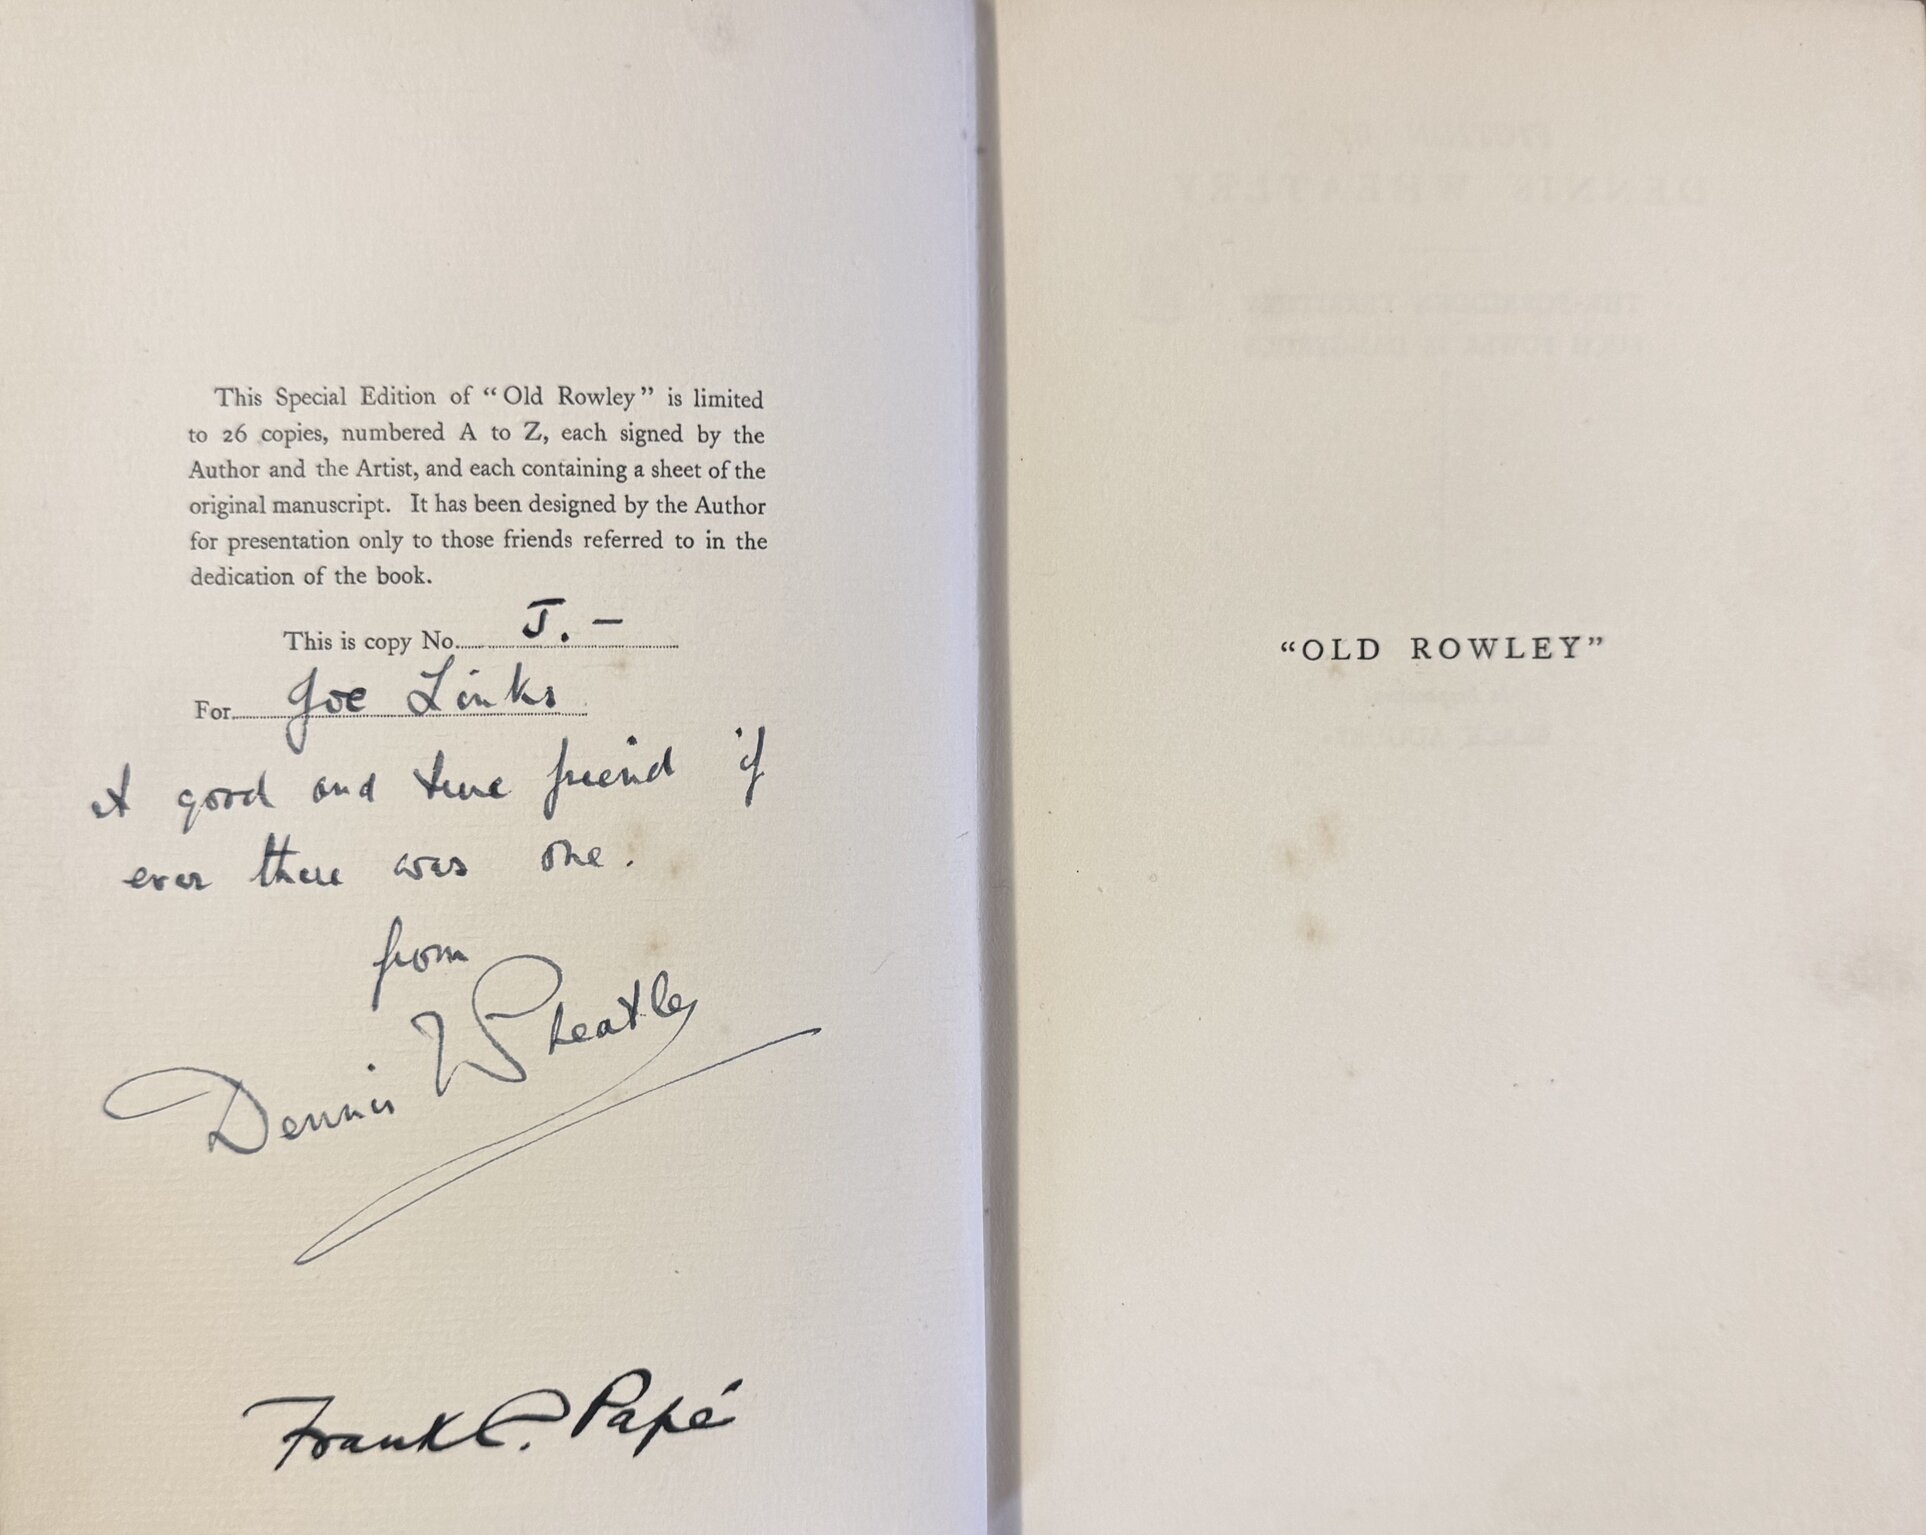 This Special Edition of “Old Rowley” is limited
to 26 copies, numbered A to Z, each signed by the
Author and the Artist, and each containing a sheet of the
original manuscript. It has been designed by the Author
for presentation only to those friends referred to in the
dedication of the book.
This is copy No. J. –
For Joe Links
A good and true friend if
ever there was one.
from
Dennis Wheatley
Frank C. Papé
“OLD ROWLEY”
DENNIS WHEATLEY